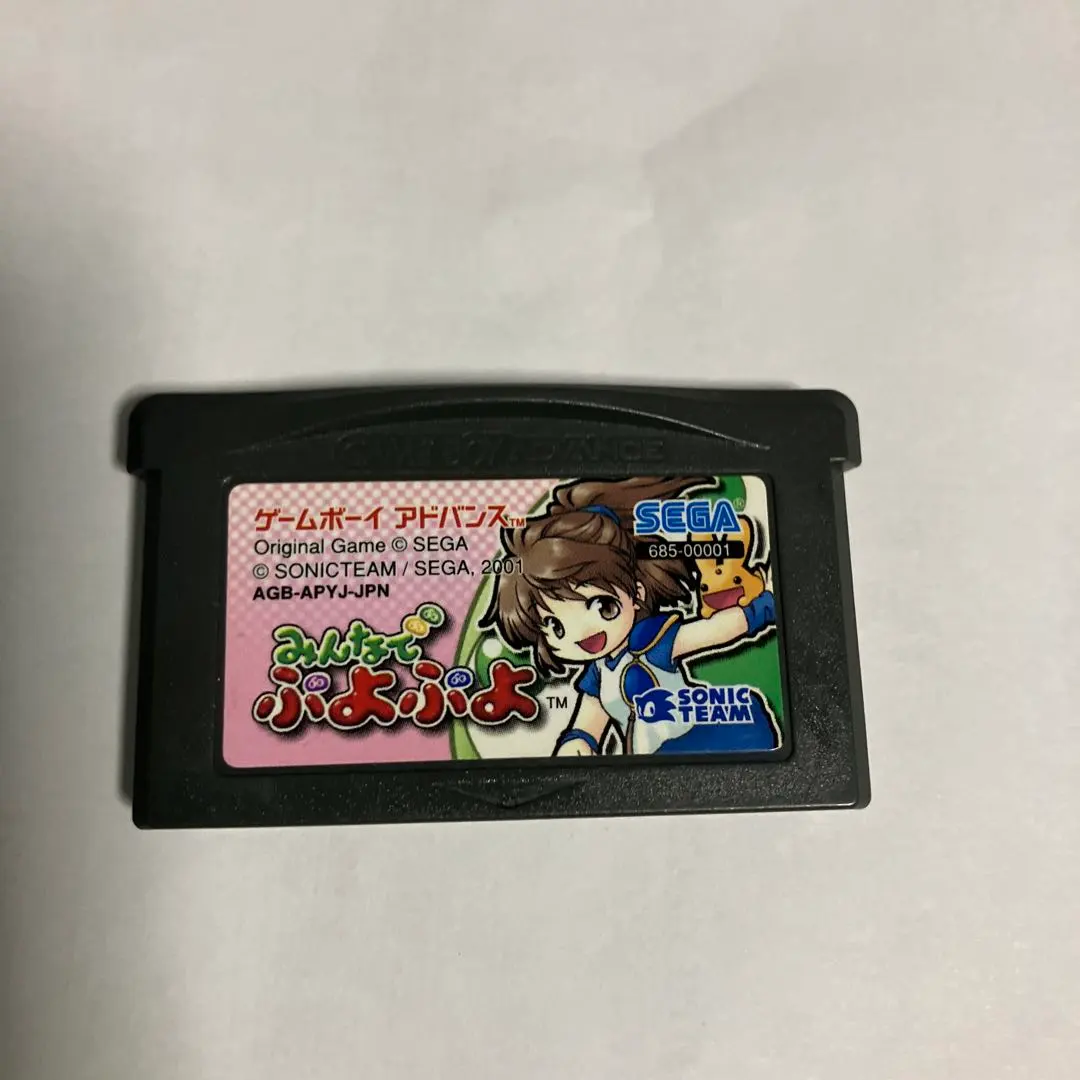 GAME BOY ADVANCE
ゲームボーイ アドバンス™
Original Game © SEGA
© SONICTEAM / SEGA, 2001
AGB-APYJ-JPN
SEGA®
685-00001
みんなで
ぷよぷよ™
SONIC
TEAM